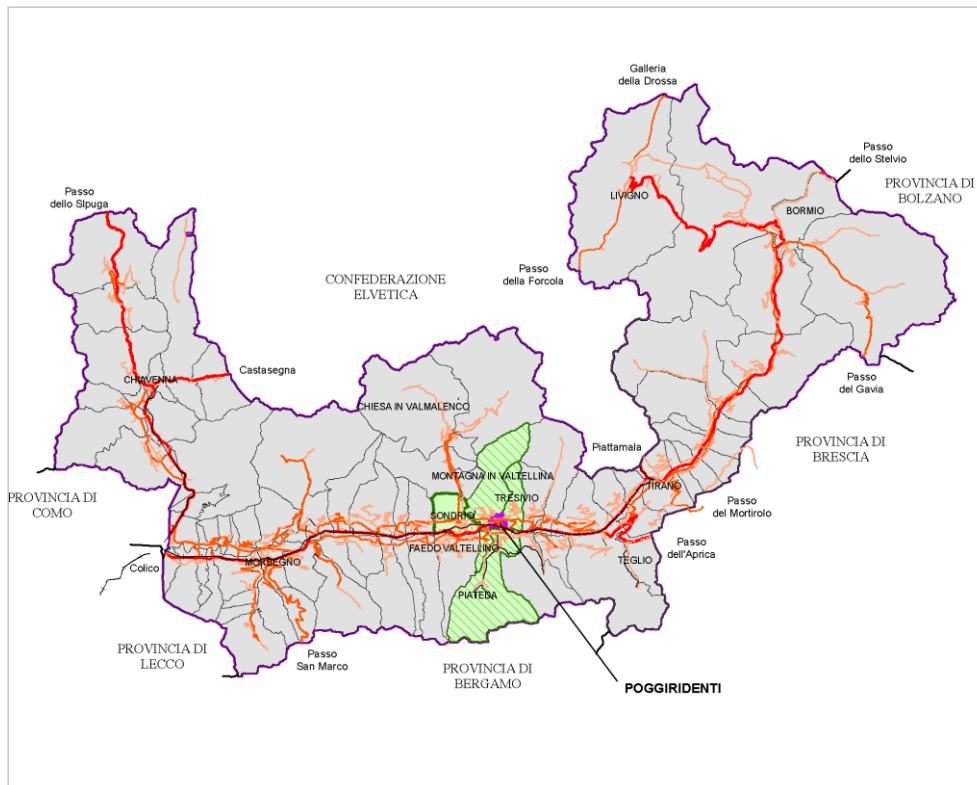 Galleria
della Drossa
Passo
dello Stelvio
PROVINCIA DI
BOLZANO
LIVIGNO
BORMIO
Passo
dello Slpuga
CONFEDERAZIONE
ELVETICA
Passo
della Forcola
Castasegna
CHIAVENNA
Passo
del Gavia
CHIESA IN VALMALENCO
PROVINCIA DI
BRESCIA
Piattamala
MONTAGNA IN VALTELLINA
TIRANO
TRESIVIO
PROVINCIA DI
COMO
SONDRIO
Passo
del Mortirolo
FAEDO VALTELLINO
Passo
dell'Aprica
Colico
MORBEGNO
TEGLIO
PIATEDA
PROVINCIA DI
LECCO
Passo
San Marco
PROVINCIA DI
BERGAMO
POGGIRIDENTI